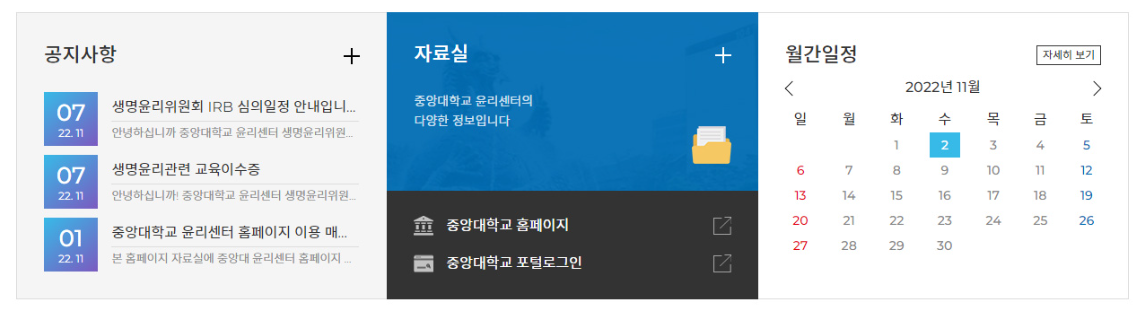 공지사항
+
07
22. 11
생명윤리위원회 IRB 심의일정 안내입니...
안녕하십니까 중앙대학교 윤리센터 생명윤리위원...
07
22. 11
생명윤리관련 교육이수증
안녕하십니까! 중앙대학교 윤리센터 생명윤리위원...
01
22. 11
중앙대학교 윤리센터 홈페이지 이용 매...
본 홈페이지 자료실에 중앙대 윤리센터 홈페이지 ...
자료실
+
중앙대학교 윤리센터의
다양한 정보입니다
중앙대학교 홈페이지
중앙대학교 포털로그인
월간일정
자세히 보기
< 2022년 11월 >
일 월 화 수 목 금 토
1 2 3 4 5
6 7 8 9 10 11 12
13 14 15 16 17 18 19
20 21 22 23 24 25 26
27 28 29 30